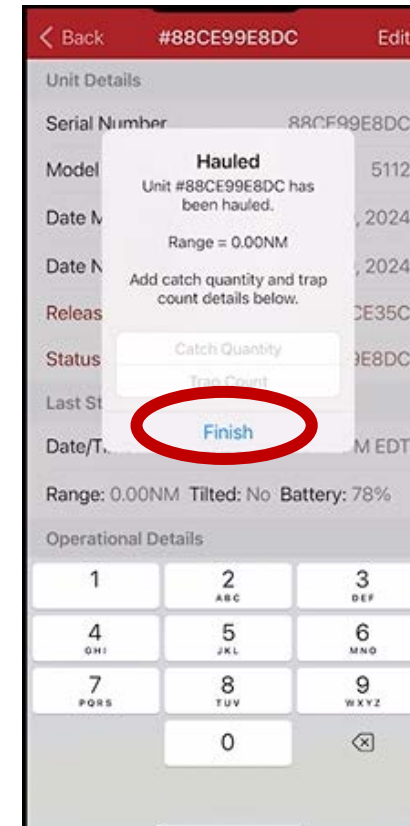 Back #88CE99E8DC Edit
Unit Details
Serial Number 88CE99E8DC
Model 5112
Hauled
Unit #88CE99E8DC has
been hauled.
Date M , 2024
Range = 0.00NM
Date N , 2024
Add catch quantity and trap
count details below.
Releas CE35C
Catch Quantity
Status 9E8DC
Trap Count
Last St
Finish
Date/T M EDT
Range: 0.00NM Tilted: No Battery: 78%
Operational Details
1 2 3
ABC DEF
4 5 6
GHI JKL MNO
7 8 9
PQRS TUV WXYZ
0